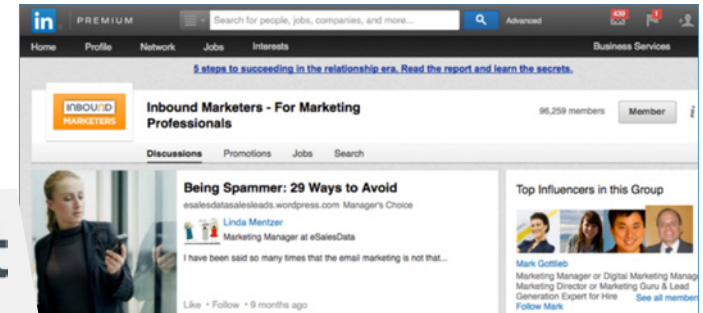 in PREMIUM
Search for people, jobs, companies, and more...
Advanced
439
1
Home Profile Network Jobs Interests Business Services
5 steps to succeeding in the relationship era. Read the report and learn the secrets.
INBOUND
MARKETERS
Inbound Marketers - For Marketing
Professionals
96,259 members
Member
Discussions Promotions Jobs Search
Being Spammer: 29 Ways to Avoid
esalesdatasalesleads.wordpress.com Manager's Choice
Linda Mentzer
Marketing Manager at eSalesData
I have been said so many times that the email marketing is not that...
Like • Follow • 9 months ago
Top Influencers in this Group
Mark Gottlieb
Marketing Manager or Digital Marketing Manag
Marketing Director or Marketing Guru & Lead
Generation Expert for Hire See all member
Follow Mark
t